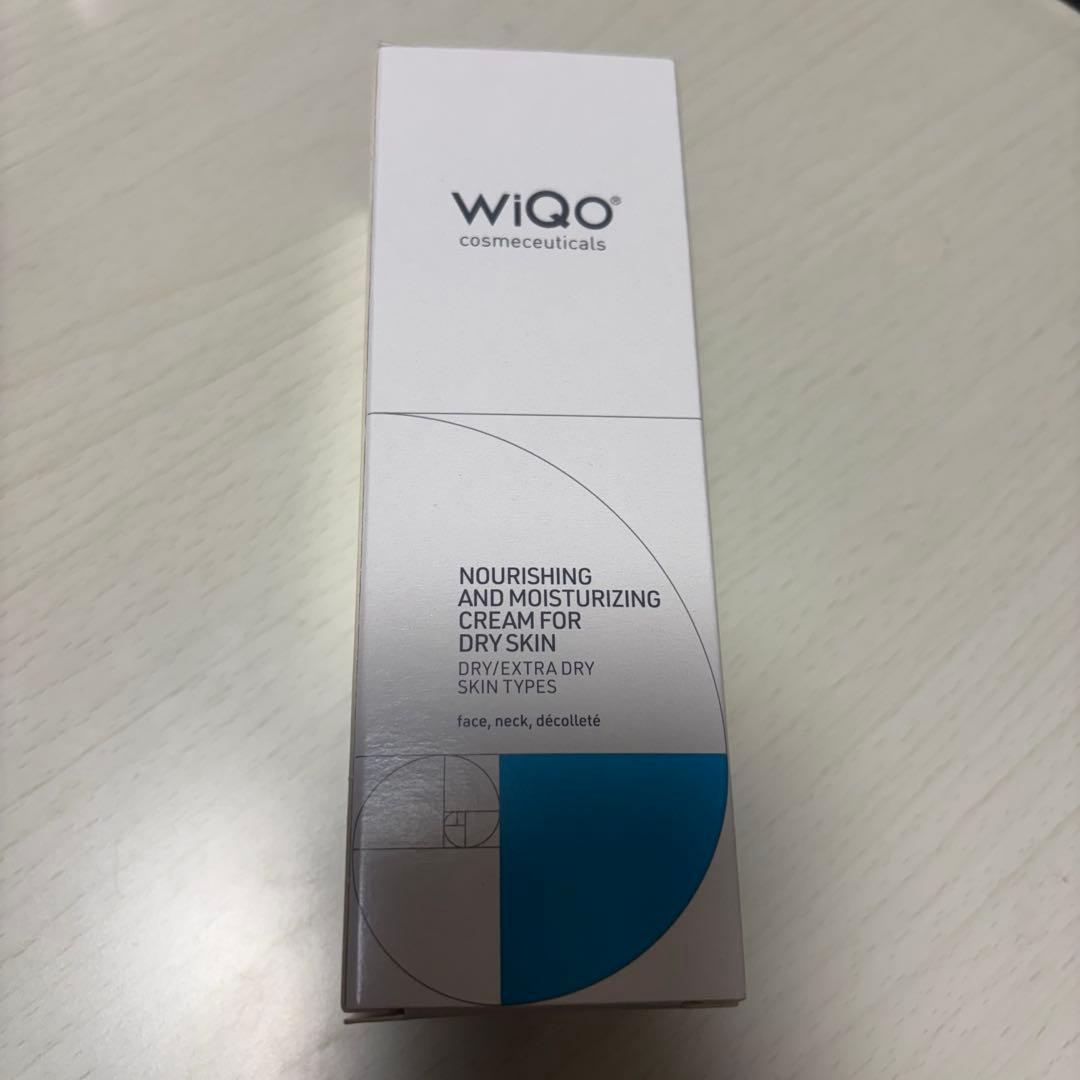 WiQo®
cosmeceuticals
NOURISHING
AND MOISTURIZING
CREAM FOR
DRY SKIN
DRY/EXTRA DRY
SKIN TYPES
face, neck, décolleté